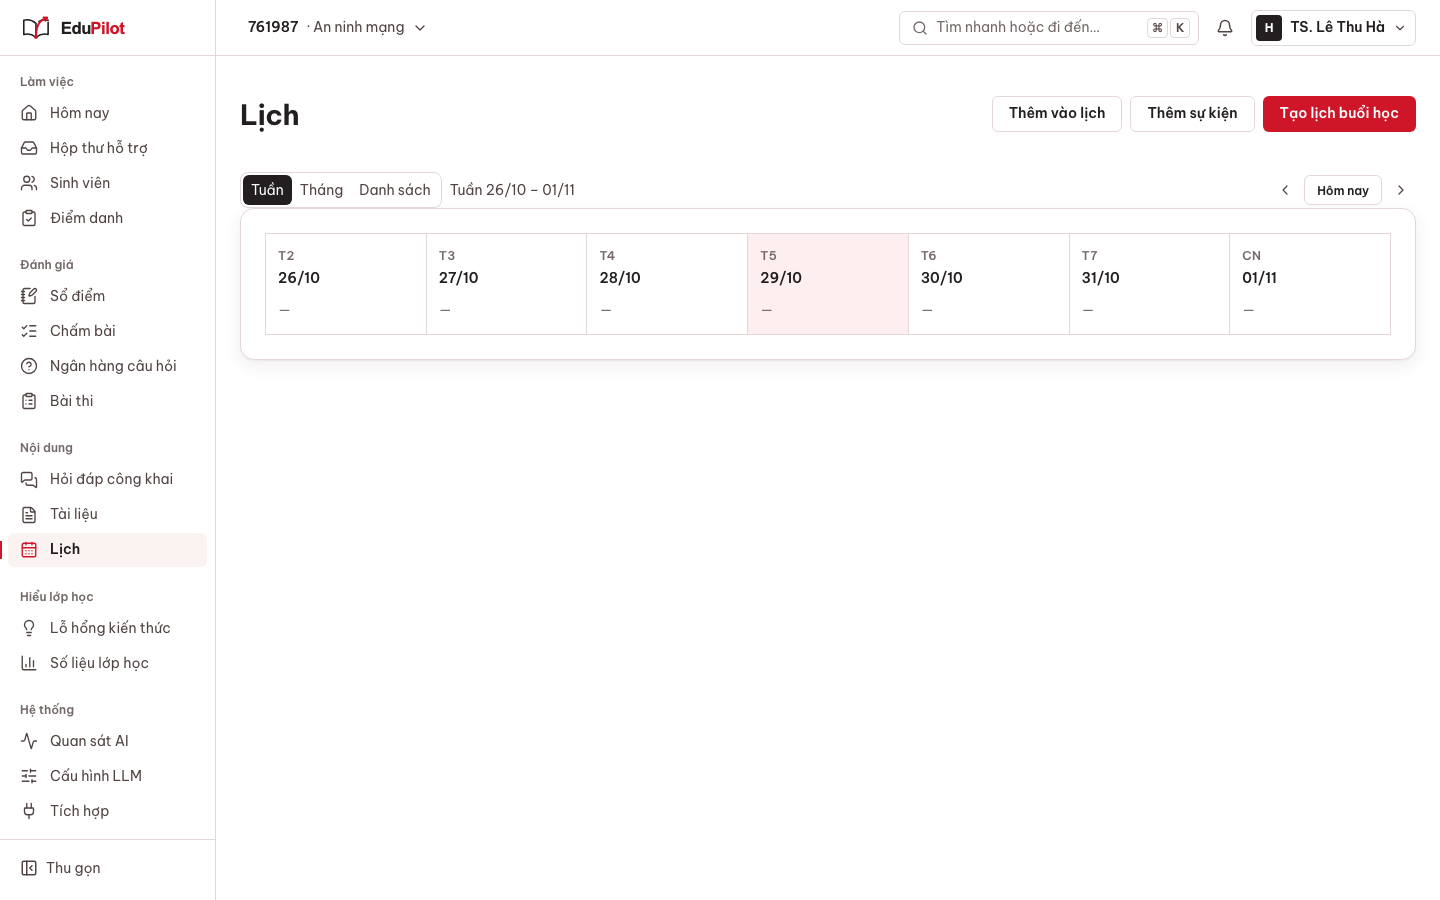 EduPilot
761987 · An ninh mạng
Tìm nhanh hoặc đi đến...
⌘ K
H TS. Lê Thu Hà
Làm việc
Hôm nay
Hộp thư hỗ trợ
Sinh viên
Điểm danh
Đánh giá
Sổ điểm
Chấm bài
Ngân hàng câu hỏi
Bài thi
Nội dung
Hỏi đáp công khai
Tài liệu
Lịch
Hiểu lớp học
Lỗ hổng kiến thức
Số liệu lớp học
Hệ thống
Quan sát AI
Cấu hình LLM
Tích hợp
Thu gọn
Lịch
Thêm vào lịch
Thêm sự kiện
Tạo lịch buổi học
Tuần Tháng Danh sách Tuần 26/10 – 01/11
Hôm nay
T2
26/10
—
T3
27/10
—
T4
28/10
—
T5
29/10
—
T6
30/10
—
T7
31/10
—
CN
01/11
—